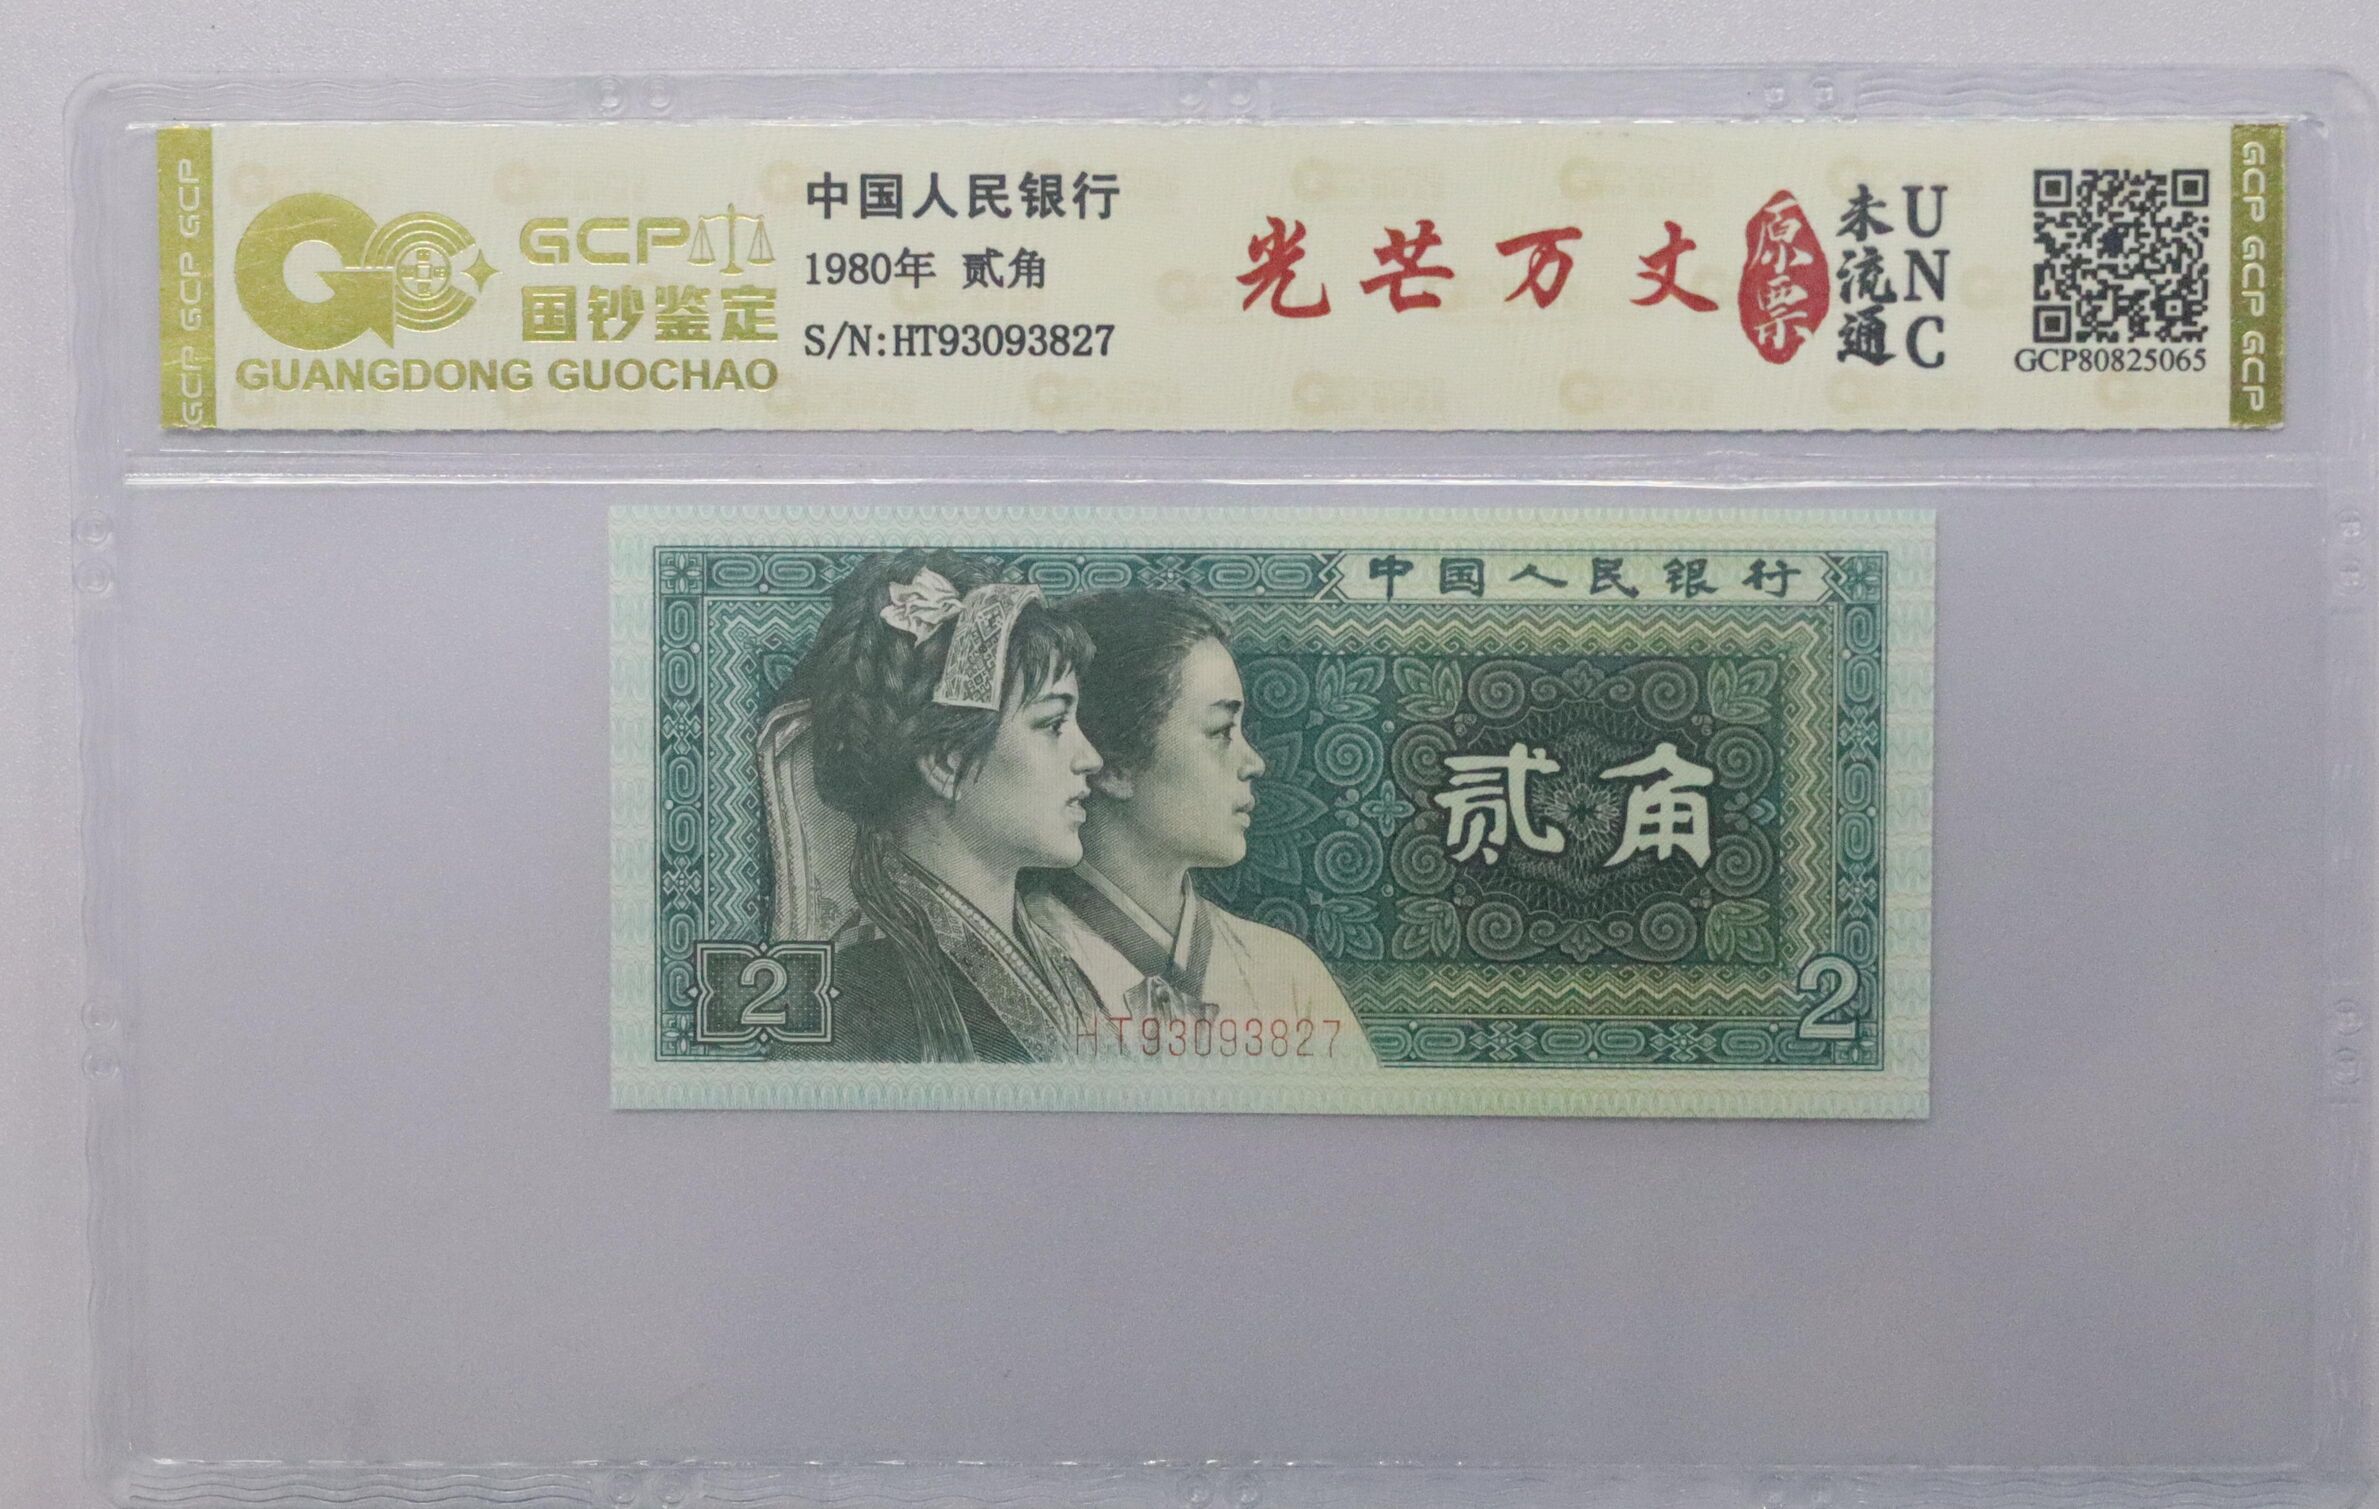 GCP GCP GCP
GCP
国钞鉴定
GUANGDONG GUOCHAO
中国人民银行
1980年 贰角
S/N:HT93093827
光芒万丈
原票
未流通
UNC
GCP80825065
GCP GCP GCP
中国人民银行
贰角
2
2
HT93093827